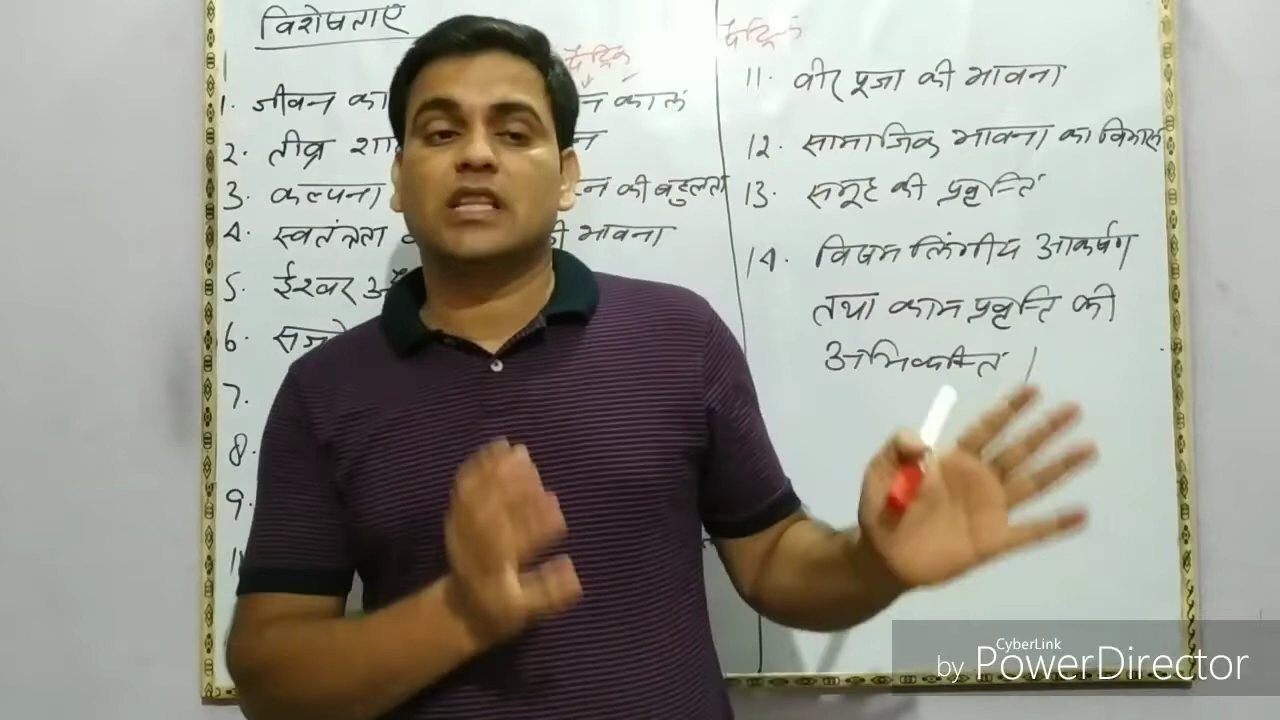 विशेषताएँ
1. जीवन का न काल
2. तीव्र शा न
3. कल्पना न की बहुलता
4. स्वतंत्रता की भावना
5. ईश्वर औ
6.
7.
8.
9.
11. वीर पूजा की भावना
12. सामाजिक भावना का विकास
13. समूह की प्रवृत्ति
14. विषम लिंगीय आकर्षण
तथा काम प्रवृत्ति की
अभिव्यक्ति।
CyberLink
by PowerDirector